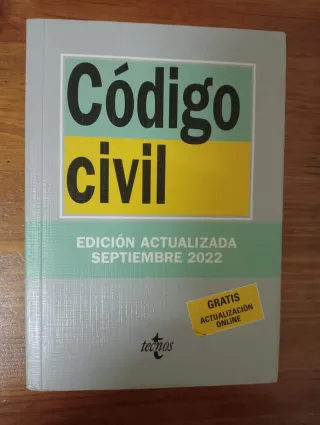 Código
civil
EDICIÓN ACTUALIZADA
SEPTIEMBRE 2022
GRATIS
ACTUALIZACIÓN
ONLINE
tecnos